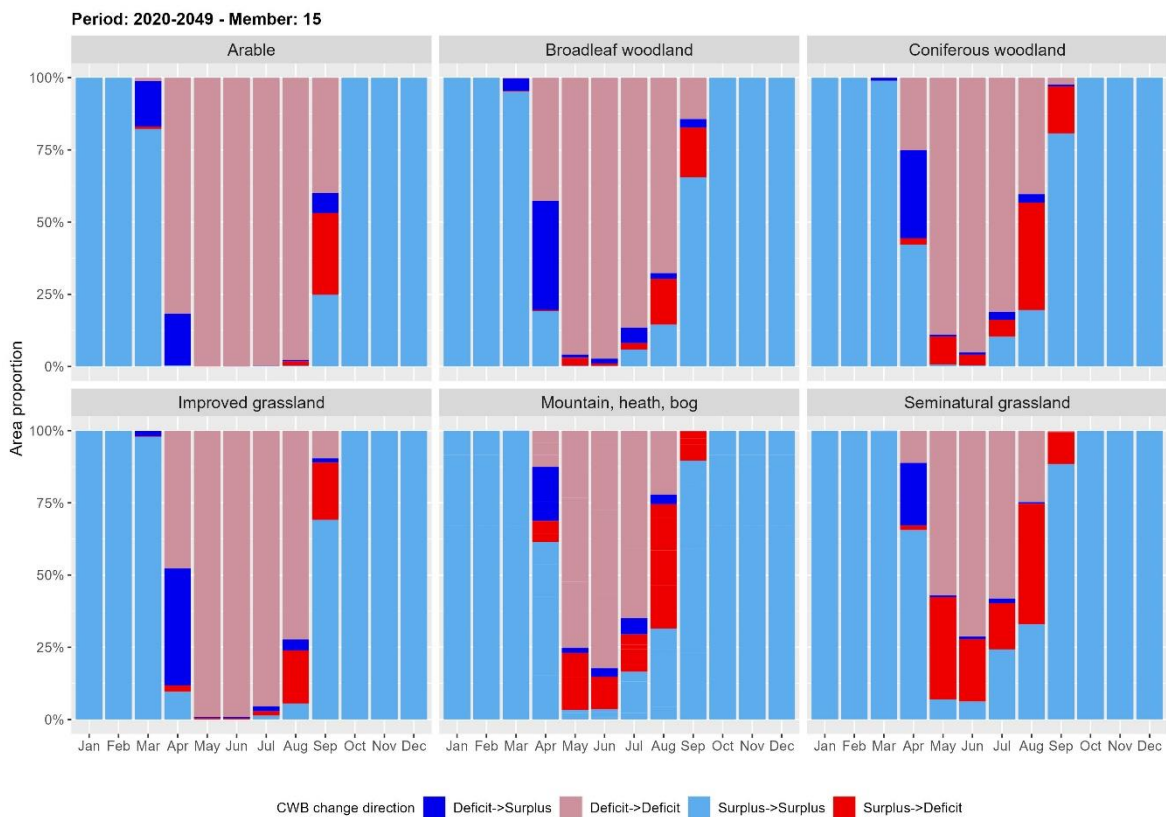 Period: 2020-2049 - Member: 15
Arable Broadleaf woodland Coniferous woodland
100%
75%
50%
25%
0%
Improved grassland Mountain, heath, bog Seminatural grassland
100%
75%
50%
25%
0%
Area proportion
Jan Feb Mar Apr May Jun Jul Aug Sep Oct Nov Dec Jan Feb Mar Apr May Jun Jul Aug Sep Oct Nov Dec Jan Feb Mar Apr May Jun Jul Aug Sep Oct Nov Dec
CWB change direction Deficit->Surplus Deficit->Deficit Surplus->Surplus Surplus->Deficit